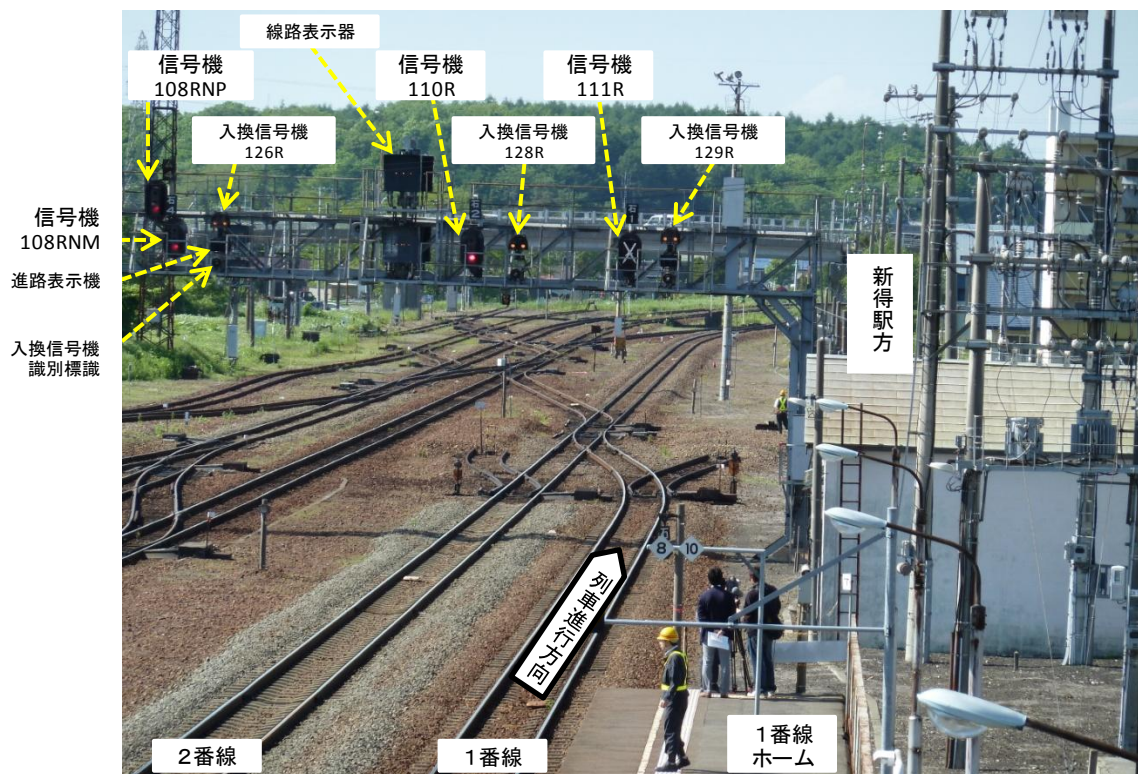 線路表示器
信号機
108RNP
信号機
110R
信号機
111R
入換信号機
126R
入換信号機
128R
入換信号機
129R
信号機
108RNM
進路表示機
入換信号機
識別標識
新得駅方
8
10
列車進行方向
2番線
1番線
1番線
ホーム